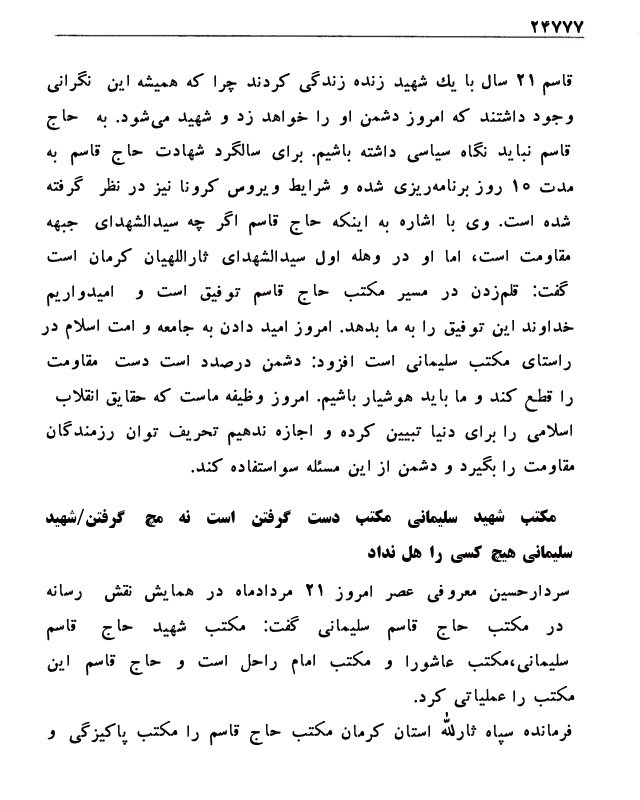 ۲۴۷۷۷
قاسم ۲۱ سال با یك شهید زنده زندگی کردند چرا که همیشه این نگرانی
وجود داشتند که امروز دشمن او را خواهد زد و شهید می‌شود. به حاج
قاسم نباید نگاه سیاسی داشته باشیم. برای سالگرد شهادت حاج قاسم به
مدت ۱۵ روز برنامه‌ریزی شده و شرایط ویروس کرونا نیز در نظر گرفته
شده است. وی با اشاره به اینکه حاج قاسم اگر چه سیدالشهدای جبهه
مقاومت است، اما او در وهله اول سیدالشهدای ثاراللهیان کرمان است
گفت: قلم‌زدن در مسیر مکتب حاج قاسم توفیق است و امیدواریم
خداوند این توفیق را به ما بدهد. امروز امید دادن به جامعه و امت اسلام در
راستای مکتب سلیمانی است افزود: دشمن درصدد است دست مقاومت
را قطع کند و ما باید هوشیار باشیم. امروز وظیفه ماست که حقایق انقلاب
اسلامی را برای دنیا تبیین کرده و اجازه ندهیم تحریف توان رزمندگان
مقاومت را بگیرد و دشمن از این مسئله سواستفاده کند.
مکتب شهید سلیمانی مکتب دست گرفتن است نه مچ گرفتن/شهید
سلیمانی هیچ کسی را هل نداد
سردارحسین معروفی عصر امروز ۲۱ مردادماه در همایش نقش رسانه
در مکتب حاج قاسم سلیمانی گفت: مکتب شهید حاج قاسم
سلیمانی،مکتب عاشورا و مکتب امام راحل است و حاج قاسم این
مکتب را عملیاتی کرد.
فرمانده سپاه ثارالله استان کرمان مکتب حاج قاسم را مکتب پاکیزگی و